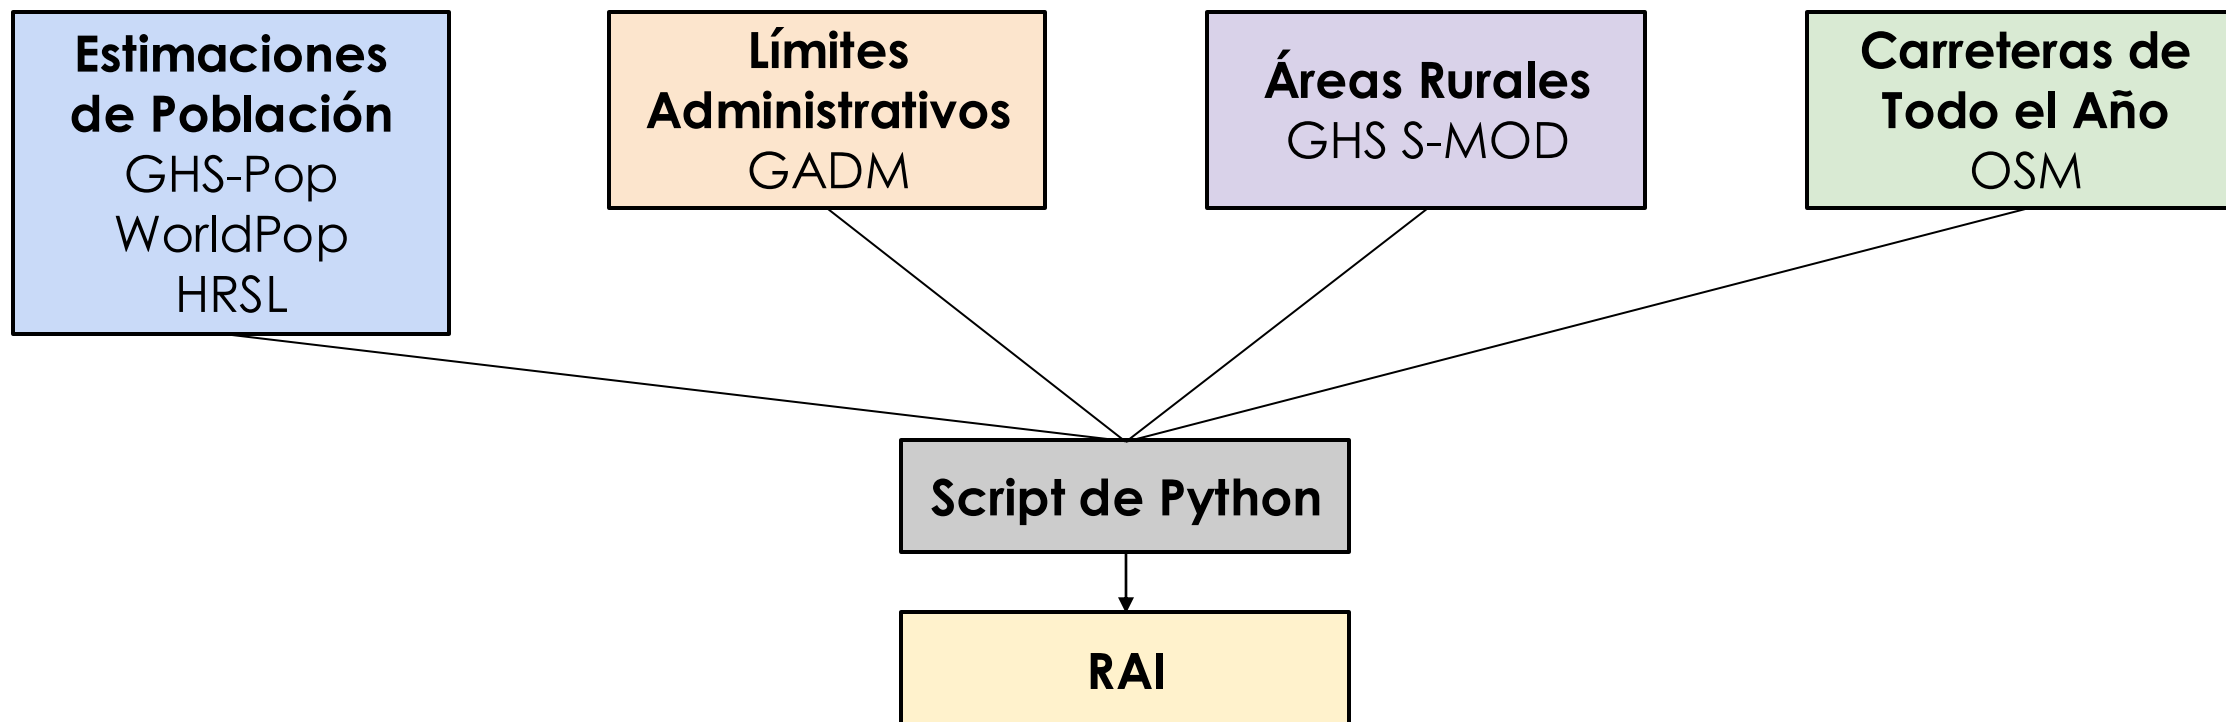 Estimaciones
de Población
GHS-Pop
WorldPop
HRSL
Límites
Administrativos
GADM
Áreas Rurales
GHS S-MOD
Carreteras de
Todo el Año
OSM
Script de Python
RAI